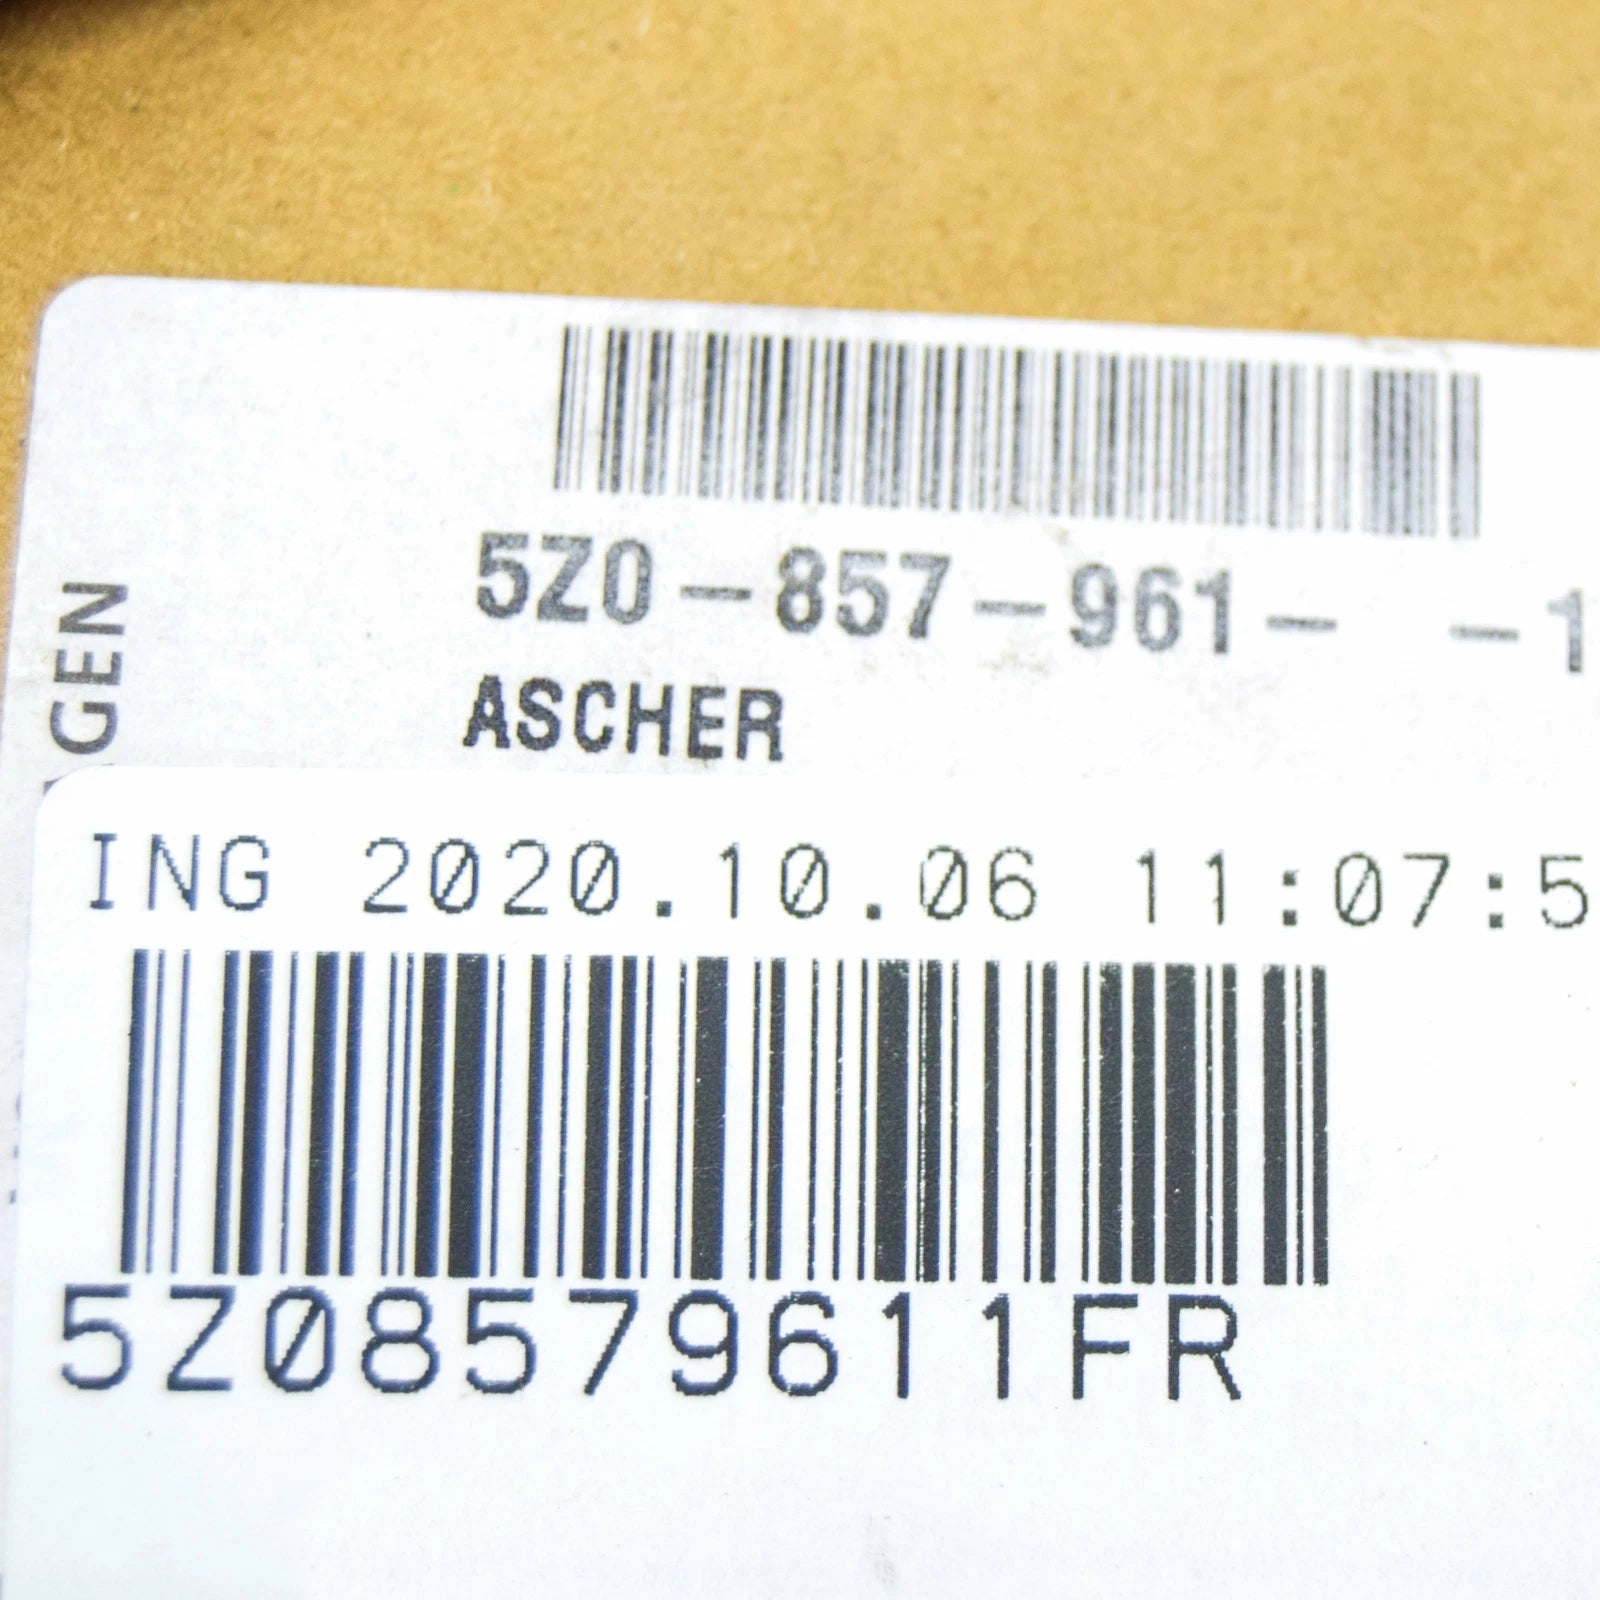 5Z0-857-961- -1
ASCHER
GEN
ING 2020.10.06 11:07:5
5Z08579611FR